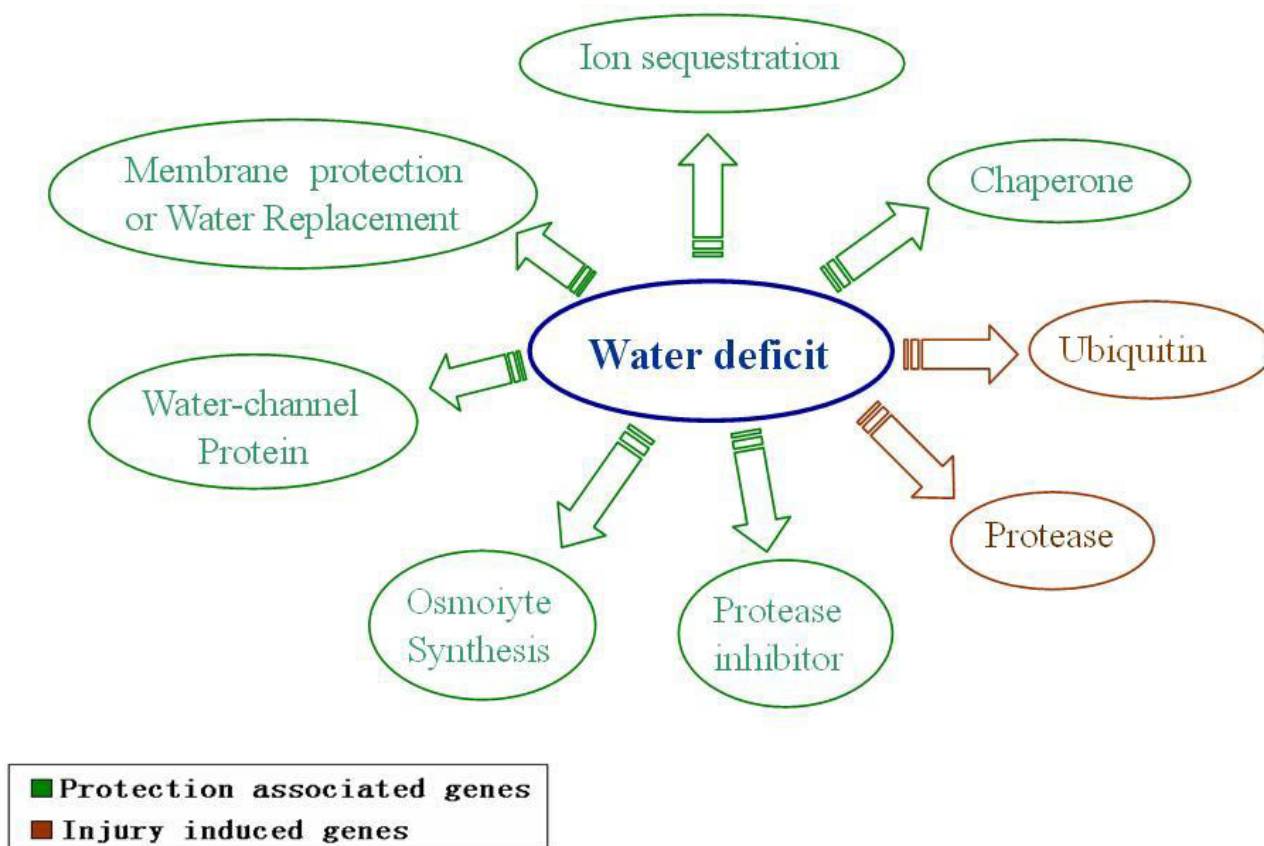 Ion sequestration
Membrane protection
or Water Replacement
Chaperone
Water deficit
Ubiquitin
Water-channel
Protein
Protease
Osmoiyte
Synthesis
Protease
inhibitor
Protection associated genes
Injury induced genes